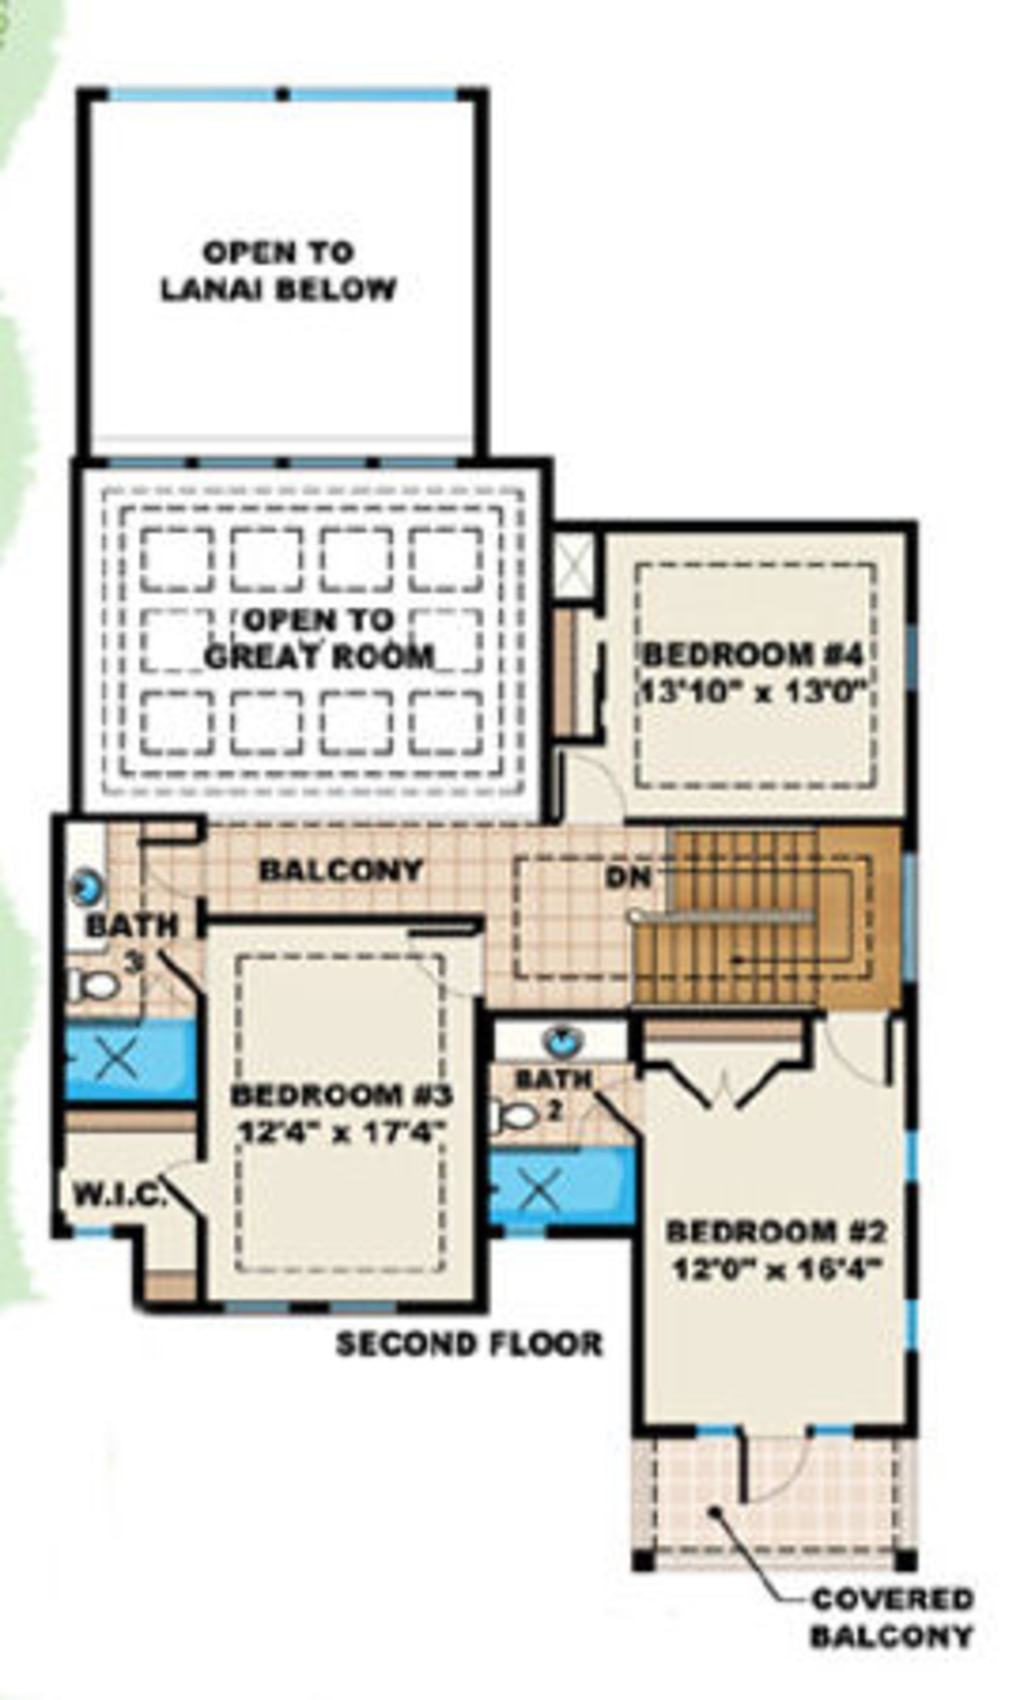 OPEN TO
LANAI BELOW
OPEN TO
GREAT ROOM
BEDROOM #4
13'10" x 13'0"
BALCONY
DN
BATH
3
BEDROOM #3
12'4" x 17'4"
BATH
2
W.I.C.
BEDROOM #2
12'0" x 16'4"
SECOND FLOOR
COVERED
BALCONY